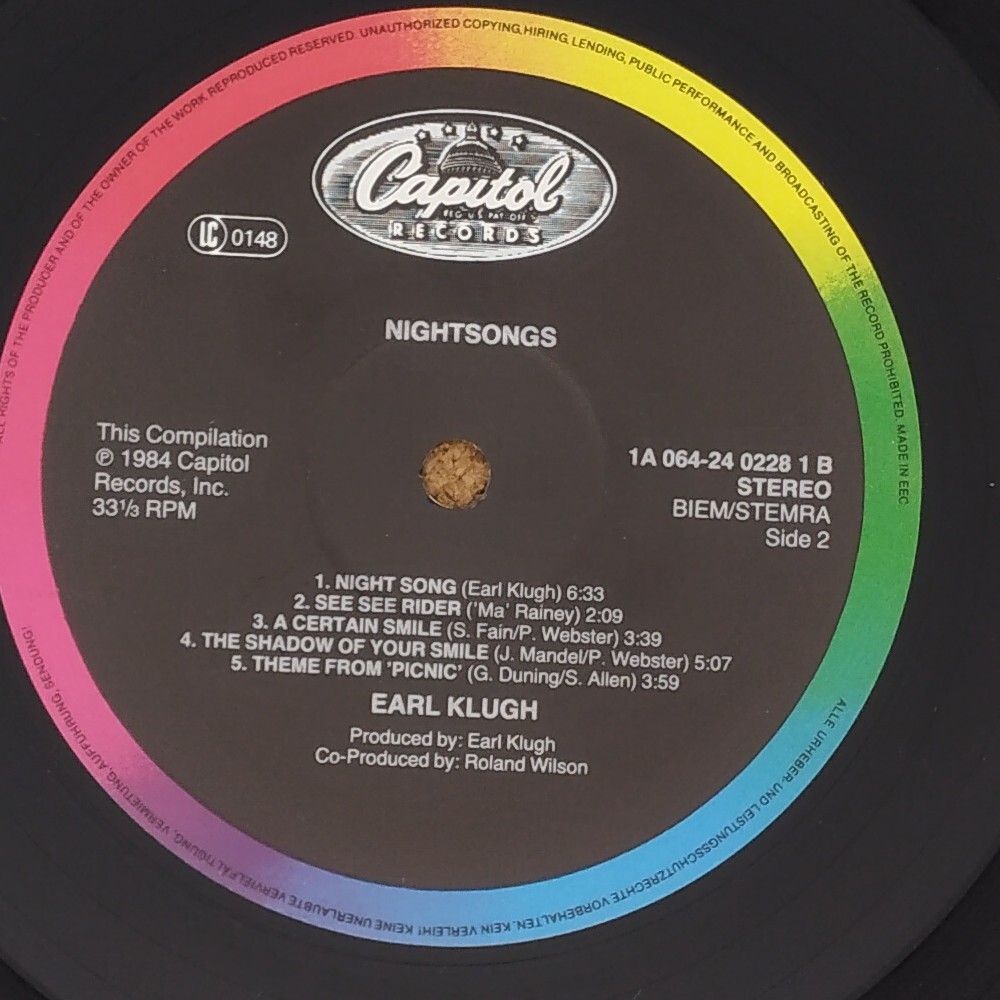 ALL RIGHTS OF THE PRODUCER AND OF THE OWNER OF THE WORK REPRODUCED RESERVED. UNAUTHORIZED COPYING, HIRING, LENDING, PUBLIC PERFORMANCE AND BROADCASTING OF THE RECORD PROHIBITED. MADE IN EEC
Capitol
REG. U.S. PAT. OFF.
RECORDS
LC 0148
NIGHTSONGS
This Compilation
℗ 1984 Capitol
Records, Inc.
33⅓ RPM
1A 064-24 0228 1 B
STEREO
BIEM/STEMRA
Side 2
1. NIGHT SONG (Earl Klugh) 6:33
2. SEE SEE RIDER ('Ma' Rainey) 2:09
3. A CERTAIN SMILE (S. Fain/P. Webster) 3:39
4. THE SHADOW OF YOUR SMILE (J. Mandel/P. Webster) 5:07
5. THEME FROM 'PICNIC' (G. Duning/S. Allen) 3:59
EARL KLUGH
Produced by: Earl Klugh
Co-Produced by: Roland Wilson
ALLE URHEBER- UND LEISTUNGSSCHUTZRECHTE VORBEHALTEN. KEIN VERLEIH! KEINE UNERLAUBTE VERVIELFÄLTIGUNG, VERMIETUNG, AUFFÜHRUNG, SENDUNG!